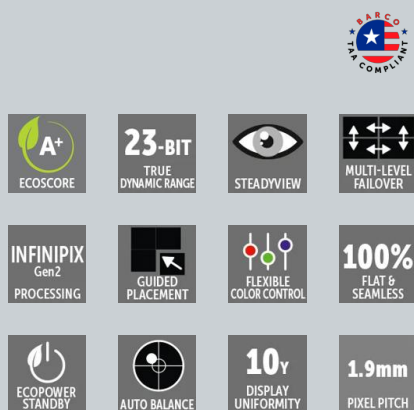 BARCO
TAA COMPLIANT
A+
ECOSCORE
23-BIT
TRUE
DYNAMIC RANGE
STEADYVIEW
MULTI-LEVEL
FAILOVER
INFINIPIX
Gen2
PROCESSING
GUIDED
PLACEMENT
FLEXIBLE
COLOR CONTROL
100%
FLAT &
SEAMLESS
ECOPOWER
STANDBY
AUTO BALANCE
10Y
DISPLAY
UNIFORMITY
1.9mm
PIXEL PITCH